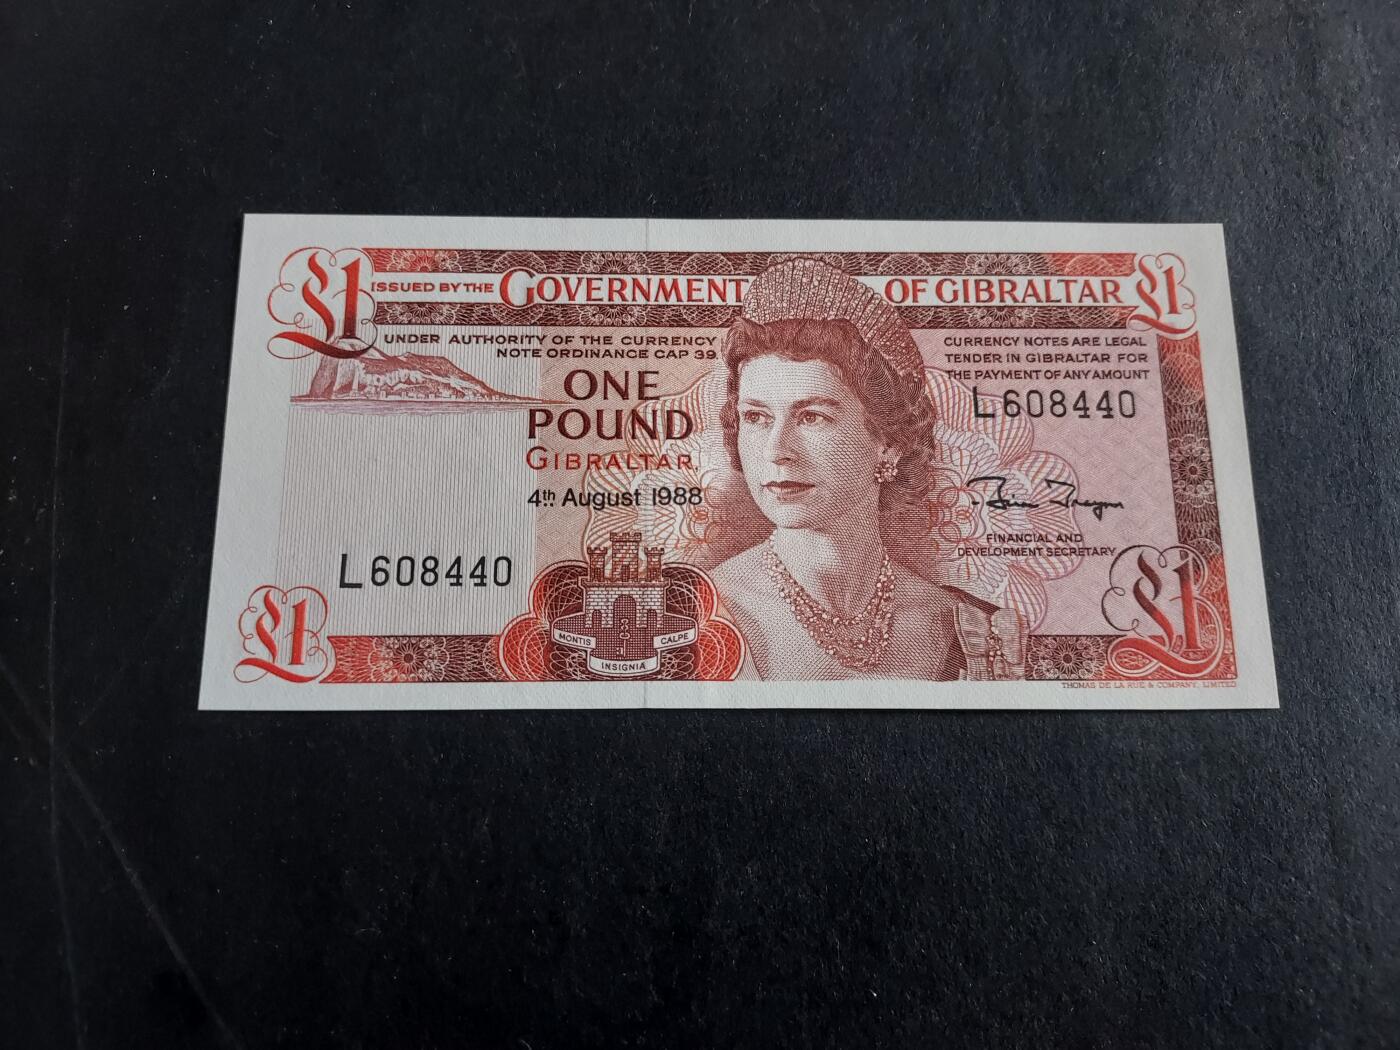 £1 ISSUED BY THE GOVERNMENT OF GIBRALTAR £1
UNDER AUTHORITY OF THE CURRENCY
NOTE ORDINANCE CAP 39.
CURRENCY NOTES ARE LEGAL
TENDER IN GIBRALTAR FOR
THE PAYMENT OF ANY AMOUNT
ONE
POUND
GIBRALTAR.
4th August 1988
L608440
FINANCIAL AND
DEVELOPMENT SECRETARY
L608440
MONTIS INSIGNIA CALPE
£1
£1
THOMAS DE LA RUE & COMPANY, LIMITED